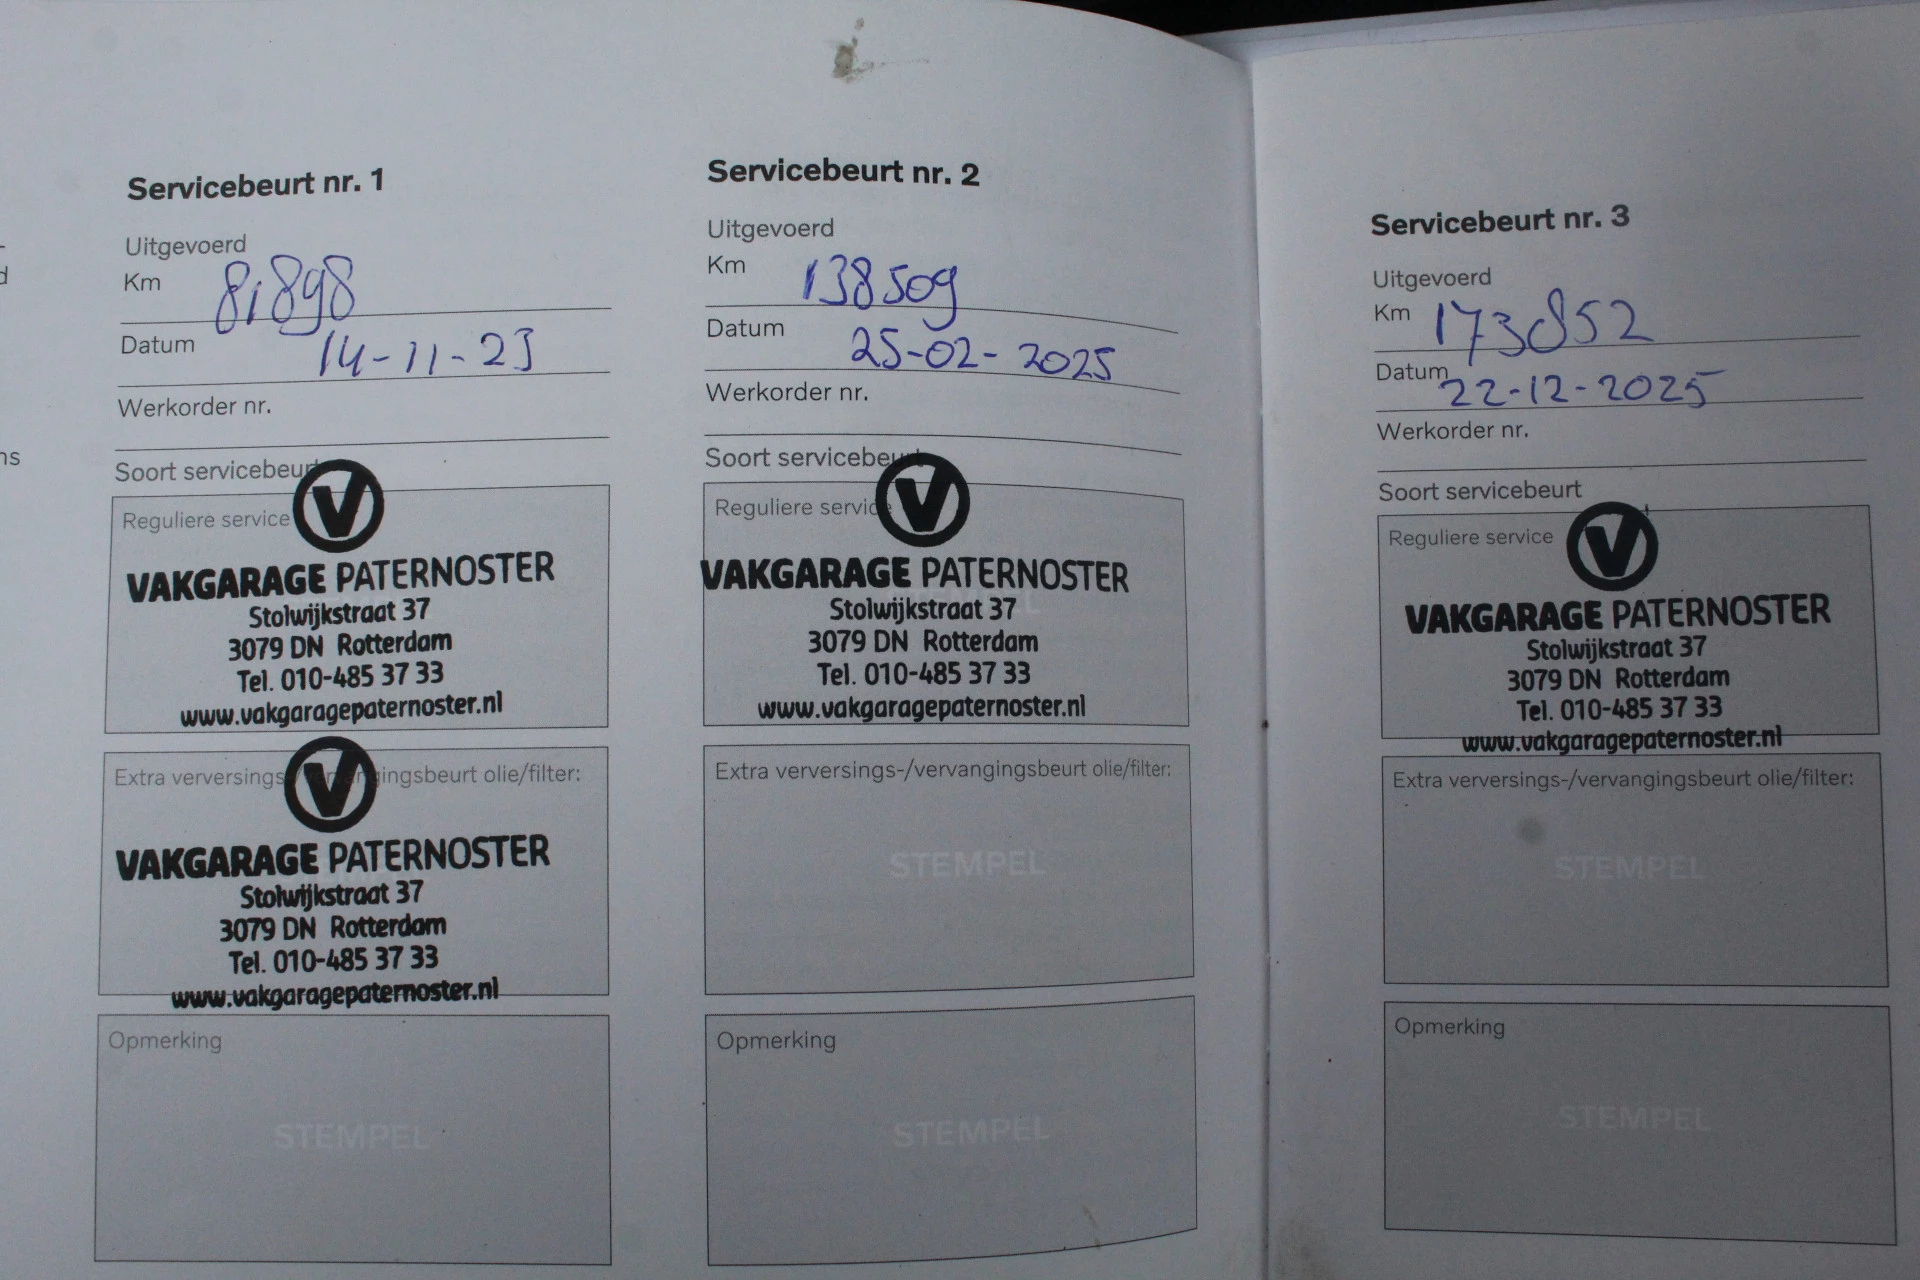 Servicebeurt nr. 1
Uitgevoerd
Km 81898
Datum 14-11-23
Werkorder nr.
Soort servicebeurt
Reguliere service
VAKGARAGE PATERNOSTER
Stolwijkstraat 37
3079 DN Rotterdam
Tel. 010-485 37 33
www.vakgaragepaternoster.nl
Extra verversings-/vervangingsbeurt olie/filter:
VAKGARAGE PATERNOSTER
Stolwijkstraat 37
3079 DN Rotterdam
Tel. 010-485 37 33
www.vakgaragepaternoster.nl
Opmerking
STEMPEL
Servicebeurt nr. 2
Uitgevoerd
Km 138509
Datum 25-02-2025
Werkorder nr.
Soort servicebeurt
Reguliere service
VAKGARAGE PATERNOSTER
Stolwijkstraat 37
3079 DN Rotterdam
Tel. 010-485 37 33
www.vakgaragepaternoster.nl
Extra verversings-/vervangingsbeurt olie/filter:
STEMPEL
Opmerking
STEMPEL
Servicebeurt nr. 3
Uitgevoerd
Km 173852
Datum 22-12-2025
Werkorder nr.
Soort servicebeurt
Reguliere service
VAKGARAGE PATERNOSTER
Stolwijkstraat 37
3079 DN Rotterdam
Tel. 010-485 37 33
www.vakgaragepaternoster.nl
Extra verversings-/vervangingsbeurt olie/filter:
STEMPEL
Opmerking
STEMPEL